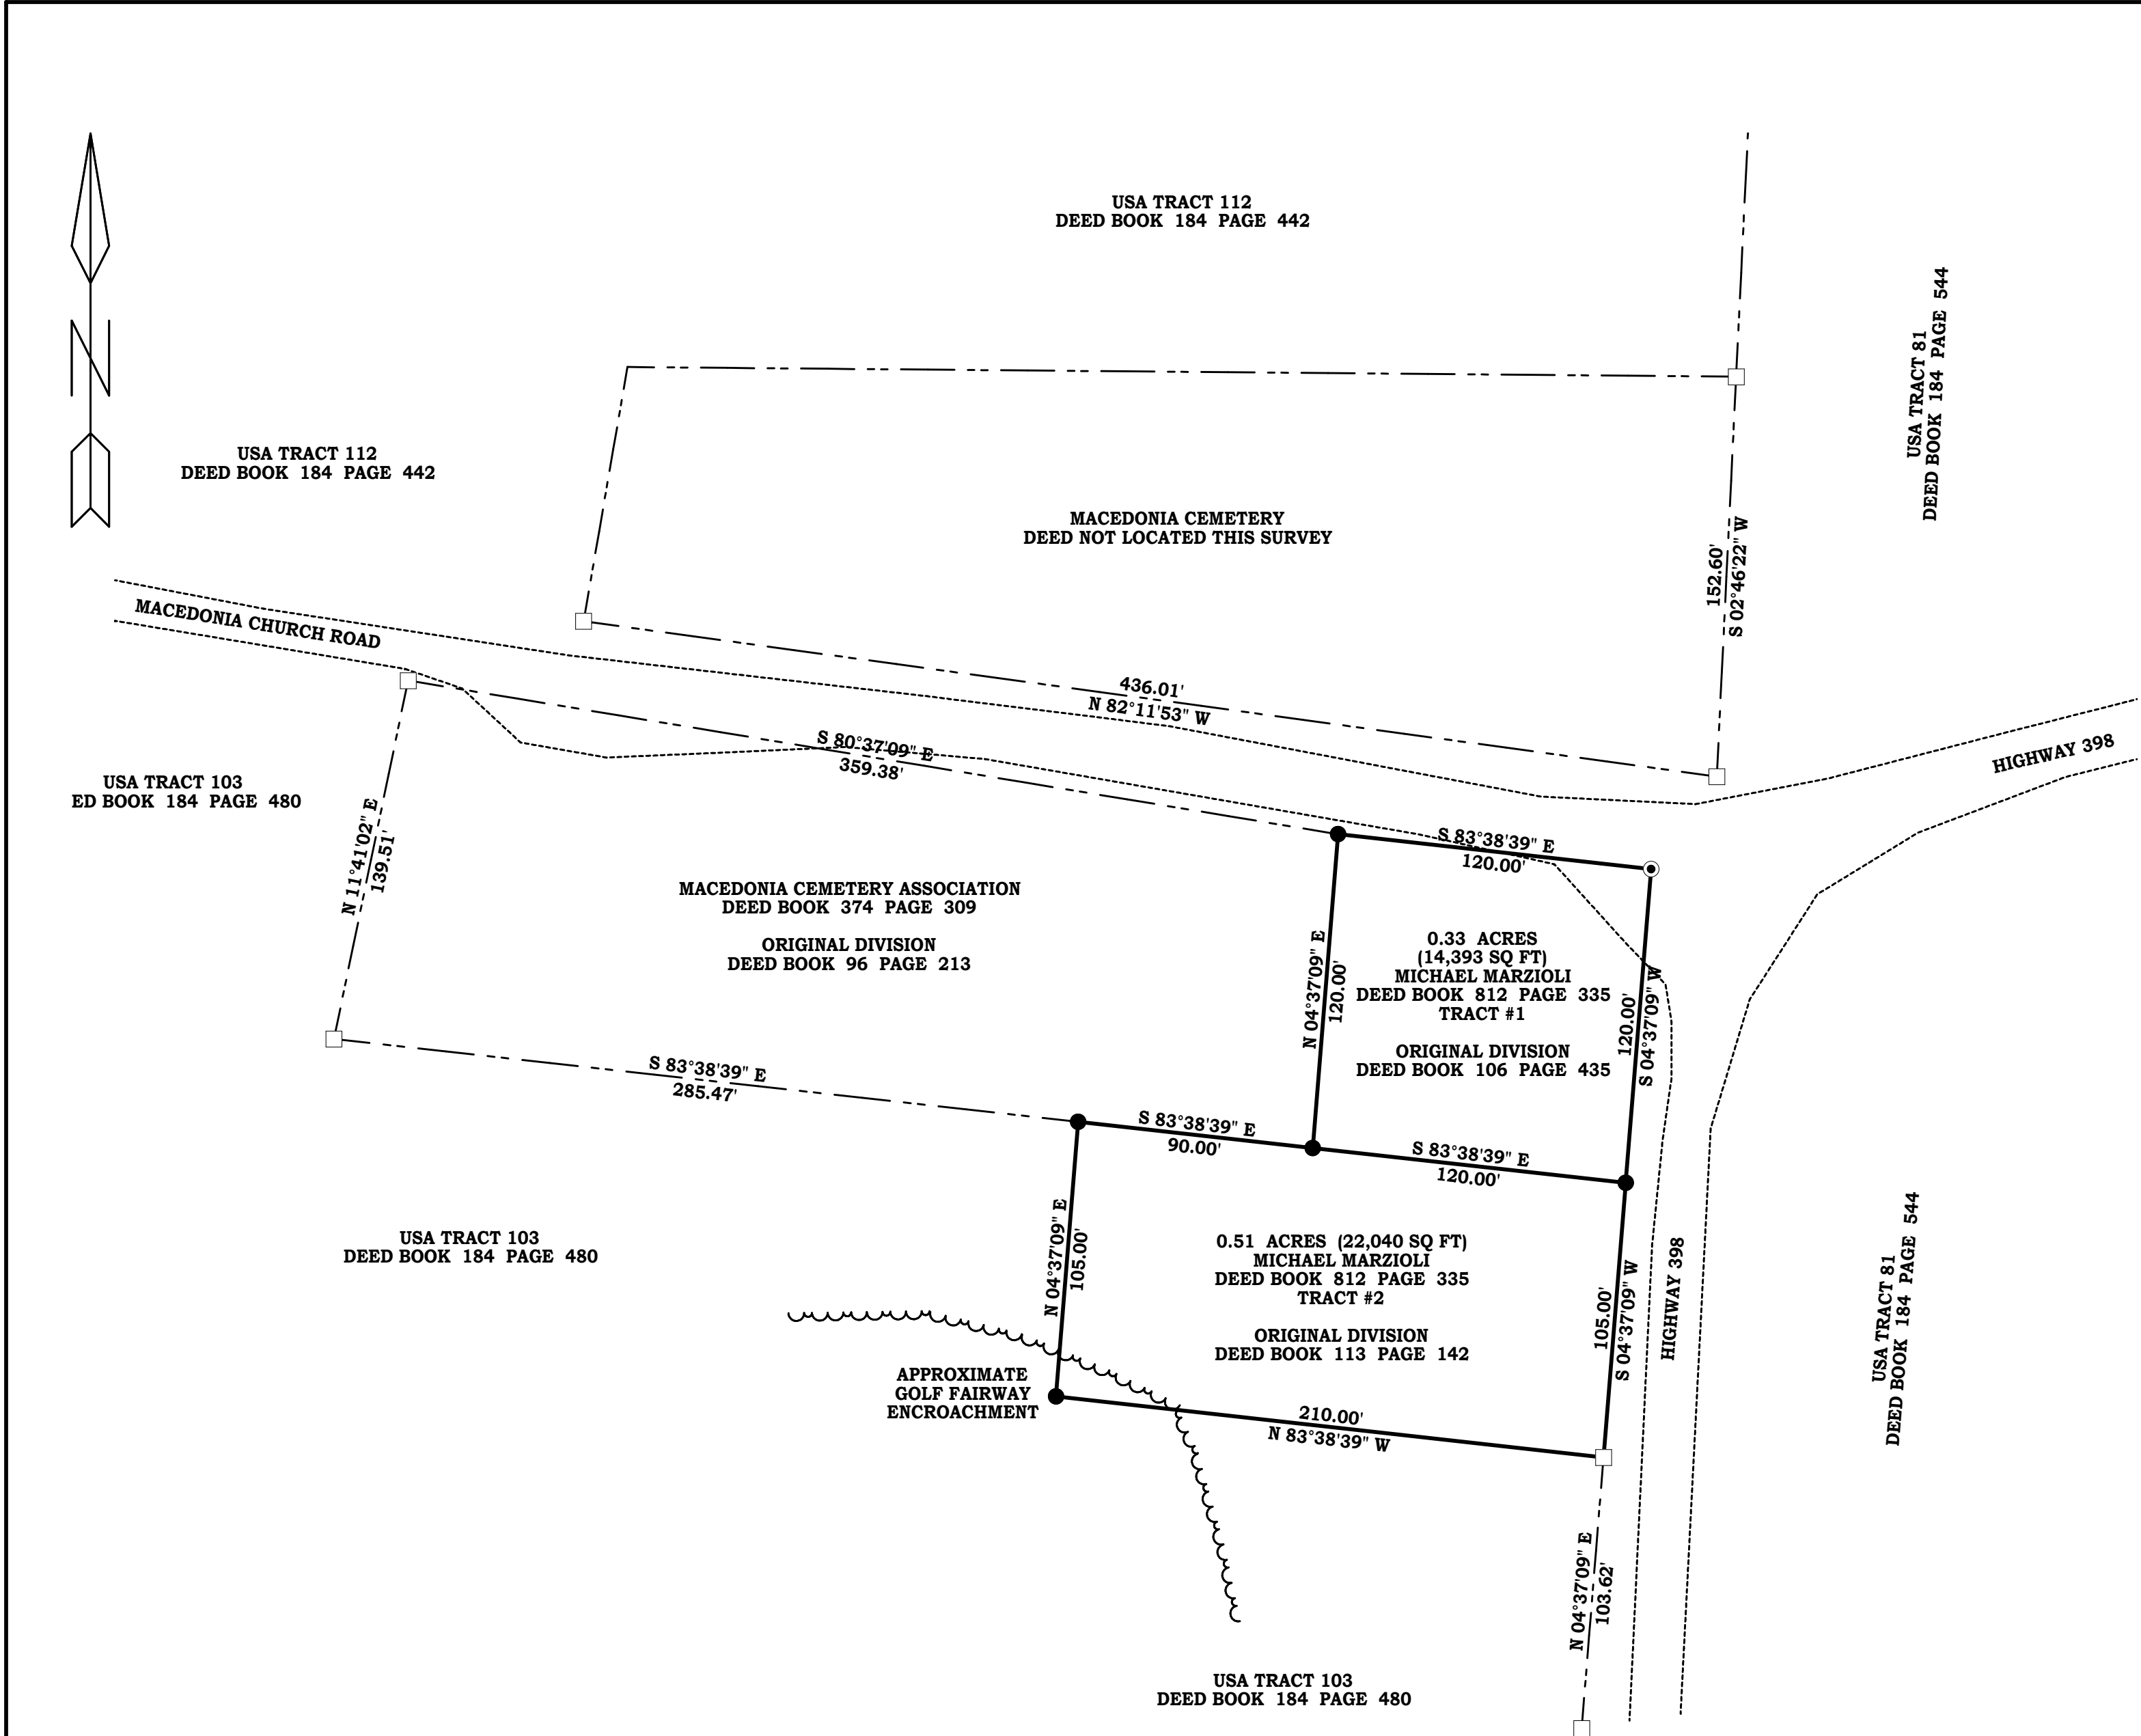 USA TRACT 112
DEED BOOK 184 PAGE 442
USA TRACT 81
DEED BOOK 184 PAGE 544
N
USA TRACT 112
DEED BOOK 184 PAGE 442
MACEDONIA CEMETERY
DEED NOT LOCATED THIS SURVEY
152.60'
S 02°46'22" W
MACEDONIA CHURCH ROAD
436.01'
N 82°11'53" W
S 80°37'09" E
359.38'
HIGHWAY 398
USA TRACT 103
ED BOOK 184 PAGE 480
N 11°41'02" E
139.51'
MACEDONIA CEMETERY ASSOCIATION
DEED BOOK 374 PAGE 309
ORIGINAL DIVISION
DEED BOOK 96 PAGE 213
S 83°38'39" E
120.00'
N 04°37'09" E
120.00'
0.33 ACRES
(14,393 SQ FT)
MICHAEL MARZIOLI
DEED BOOK 812 PAGE 335
TRACT #1
ORIGINAL DIVISION
DEED BOOK 106 PAGE 435
120.00'
S 04°37'09" W
S 83°38'39" E
285.47'
S 83°38'39" E
90.00'
S 83°38'39" E
120.00'
USA TRACT 103
DEED BOOK 184 PAGE 480
N 04°37'09" E
105.00'
0.51 ACRES (22,040 SQ FT)
MICHAEL MARZIOLI
DEED BOOK 812 PAGE 335
TRACT #2
ORIGINAL DIVISION
DEED BOOK 113 PAGE 142
105.00'
S 04°37'09" W
HIGHWAY 398
USA TRACT 81
DEED BOOK 184 PAGE 544
APPROXIMATE
GOLF FAIRWAY
ENCROACHMENT
210.00'
N 83°38'39" W
N 04°37'09" E
103.62'
USA TRACT 103
DEED BOOK 184 PAGE 480